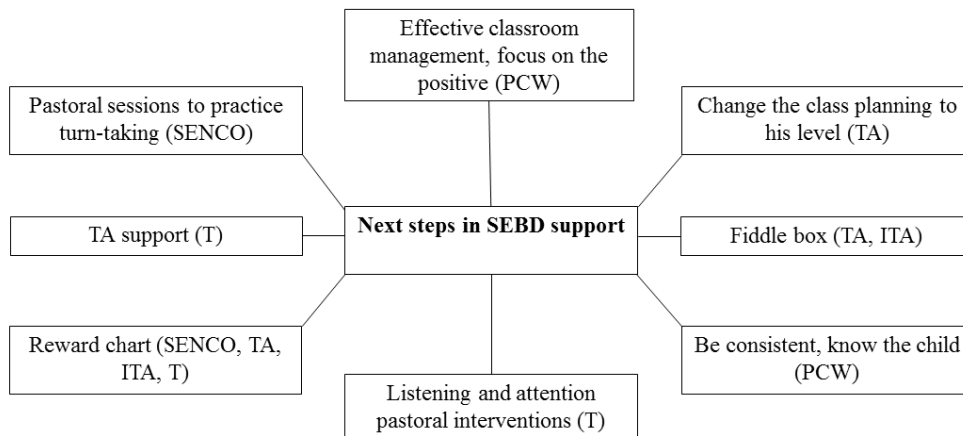 Effective classroom
management, focus on the
positive (PCW)
Pastoral sessions to practice
turn-taking (SENCO)
Change the class planning to
his level (TA)
TA support (T)
Next steps in SEBD support
Fiddle box (TA, ITA)
Reward chart (SENCO, TA,
ITA, T)
Be consistent, know the child
(PCW)
Listening and attention
pastoral interventions (T)